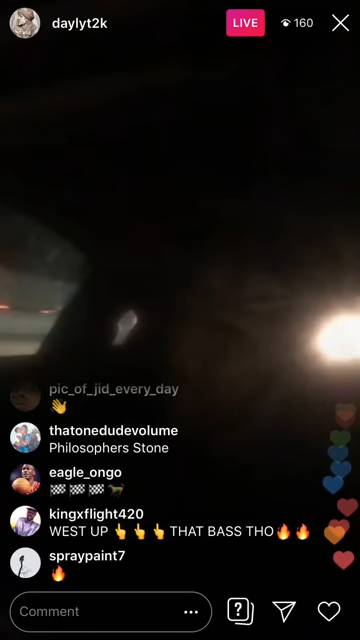 daylyt2k
LIVE
160
pic_of_jid_every_day
👋
thatonedudevolume
Philosophers Stone
eagle_ongo
🏁🏁🏁🐕‍🦺
kingxflight420
WEST UP 👆👆👆 THAT BASS THO🔥🔥
spraypaint7
🔥
Comment